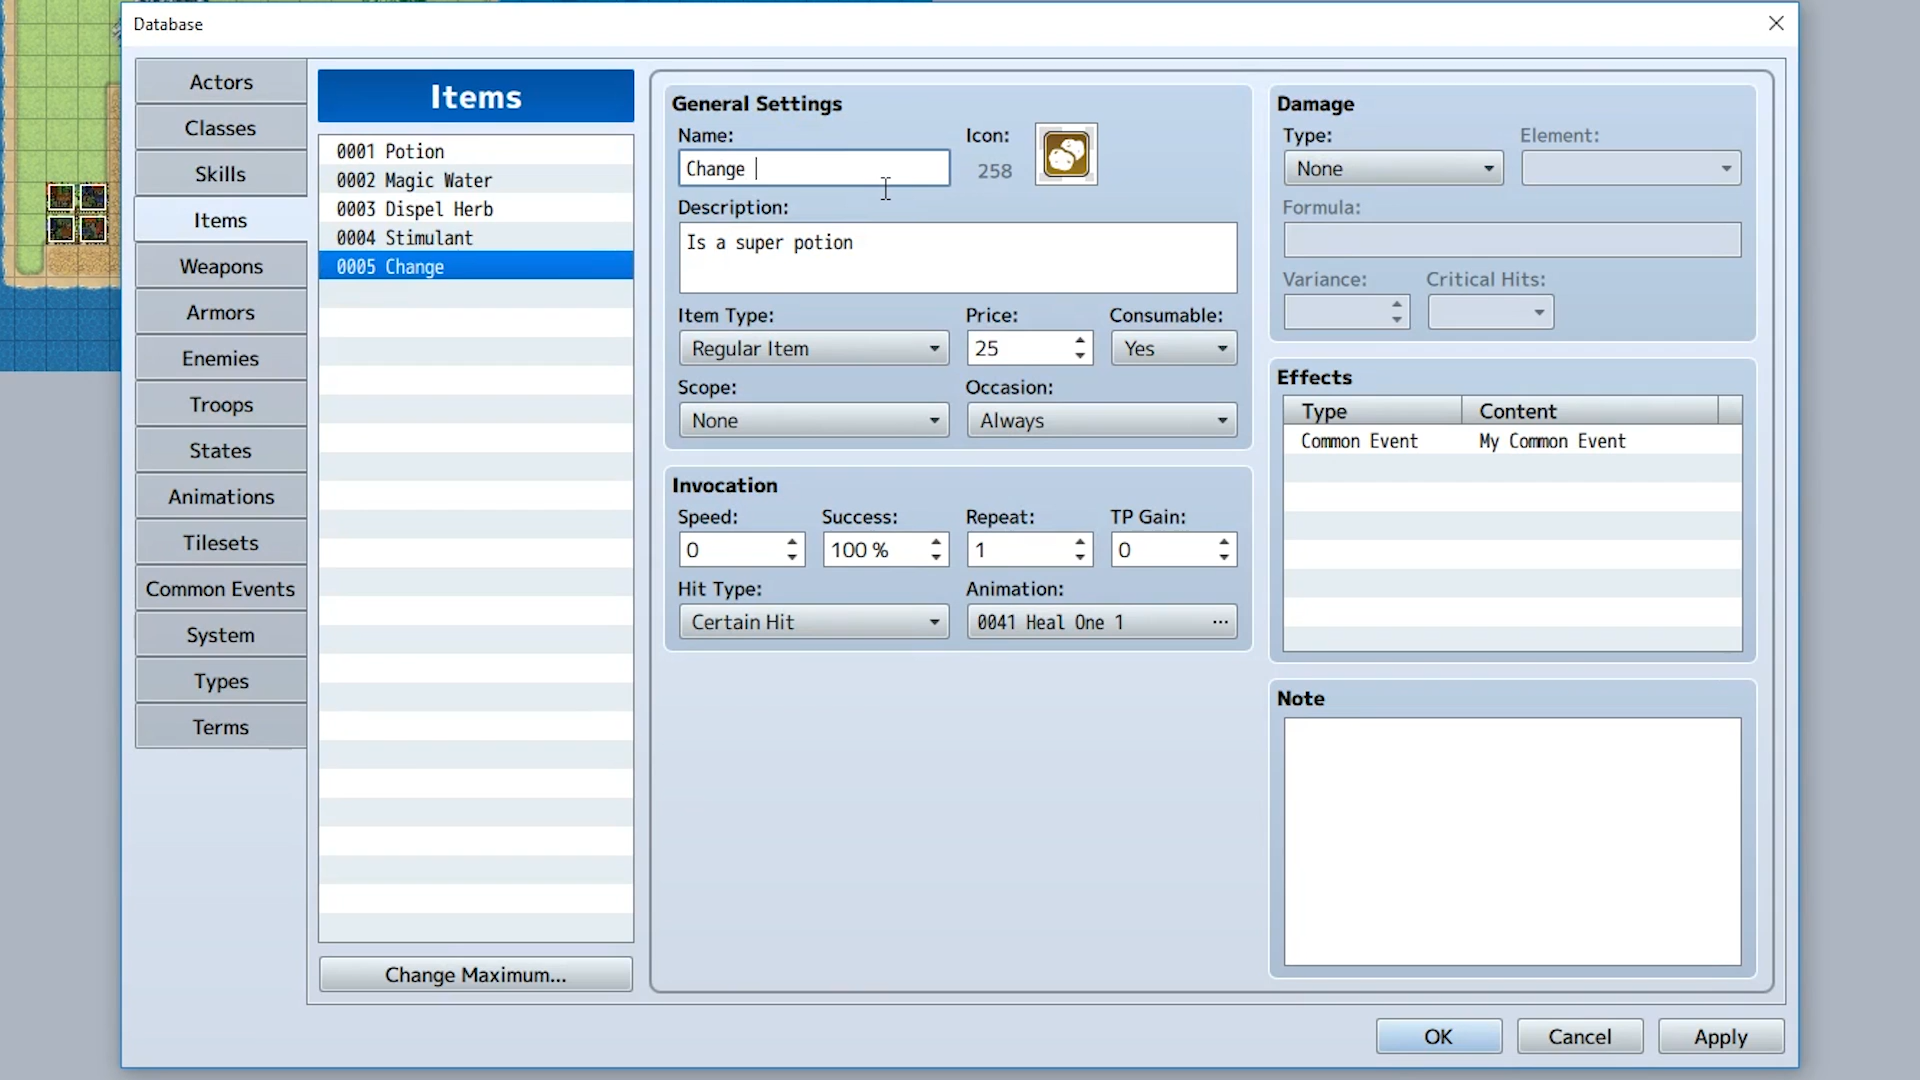 Database
Actors
Classes
Skills
Items
Weapons
Armors
Enemies
Troops
States
Animations
Tilesets
Common Events
System
Types
Terms
Items
0001 Potion
0002 Magic Water
0003 Dispel Herb
0004 Stimulant
0005 Change
Change Maximum...
General Settings
Name:
Icon:
Change
258
Description:
Is a super potion
Item Type:
Price:
Consumable:
Regular Item
25
Yes
Scope:
Occasion:
None
Always
Invocation
Speed:
Success:
Repeat:
TP Gain:
0
100 %
1
0
Hit Type:
Animation:
Certain Hit
0041 Heal One 1
...
Damage
Type:
Element:
None
Formula:
Variance:
Critical Hits:
Effects
Type
Content
Common Event
My Common Event
Note
OK
Cancel
Apply